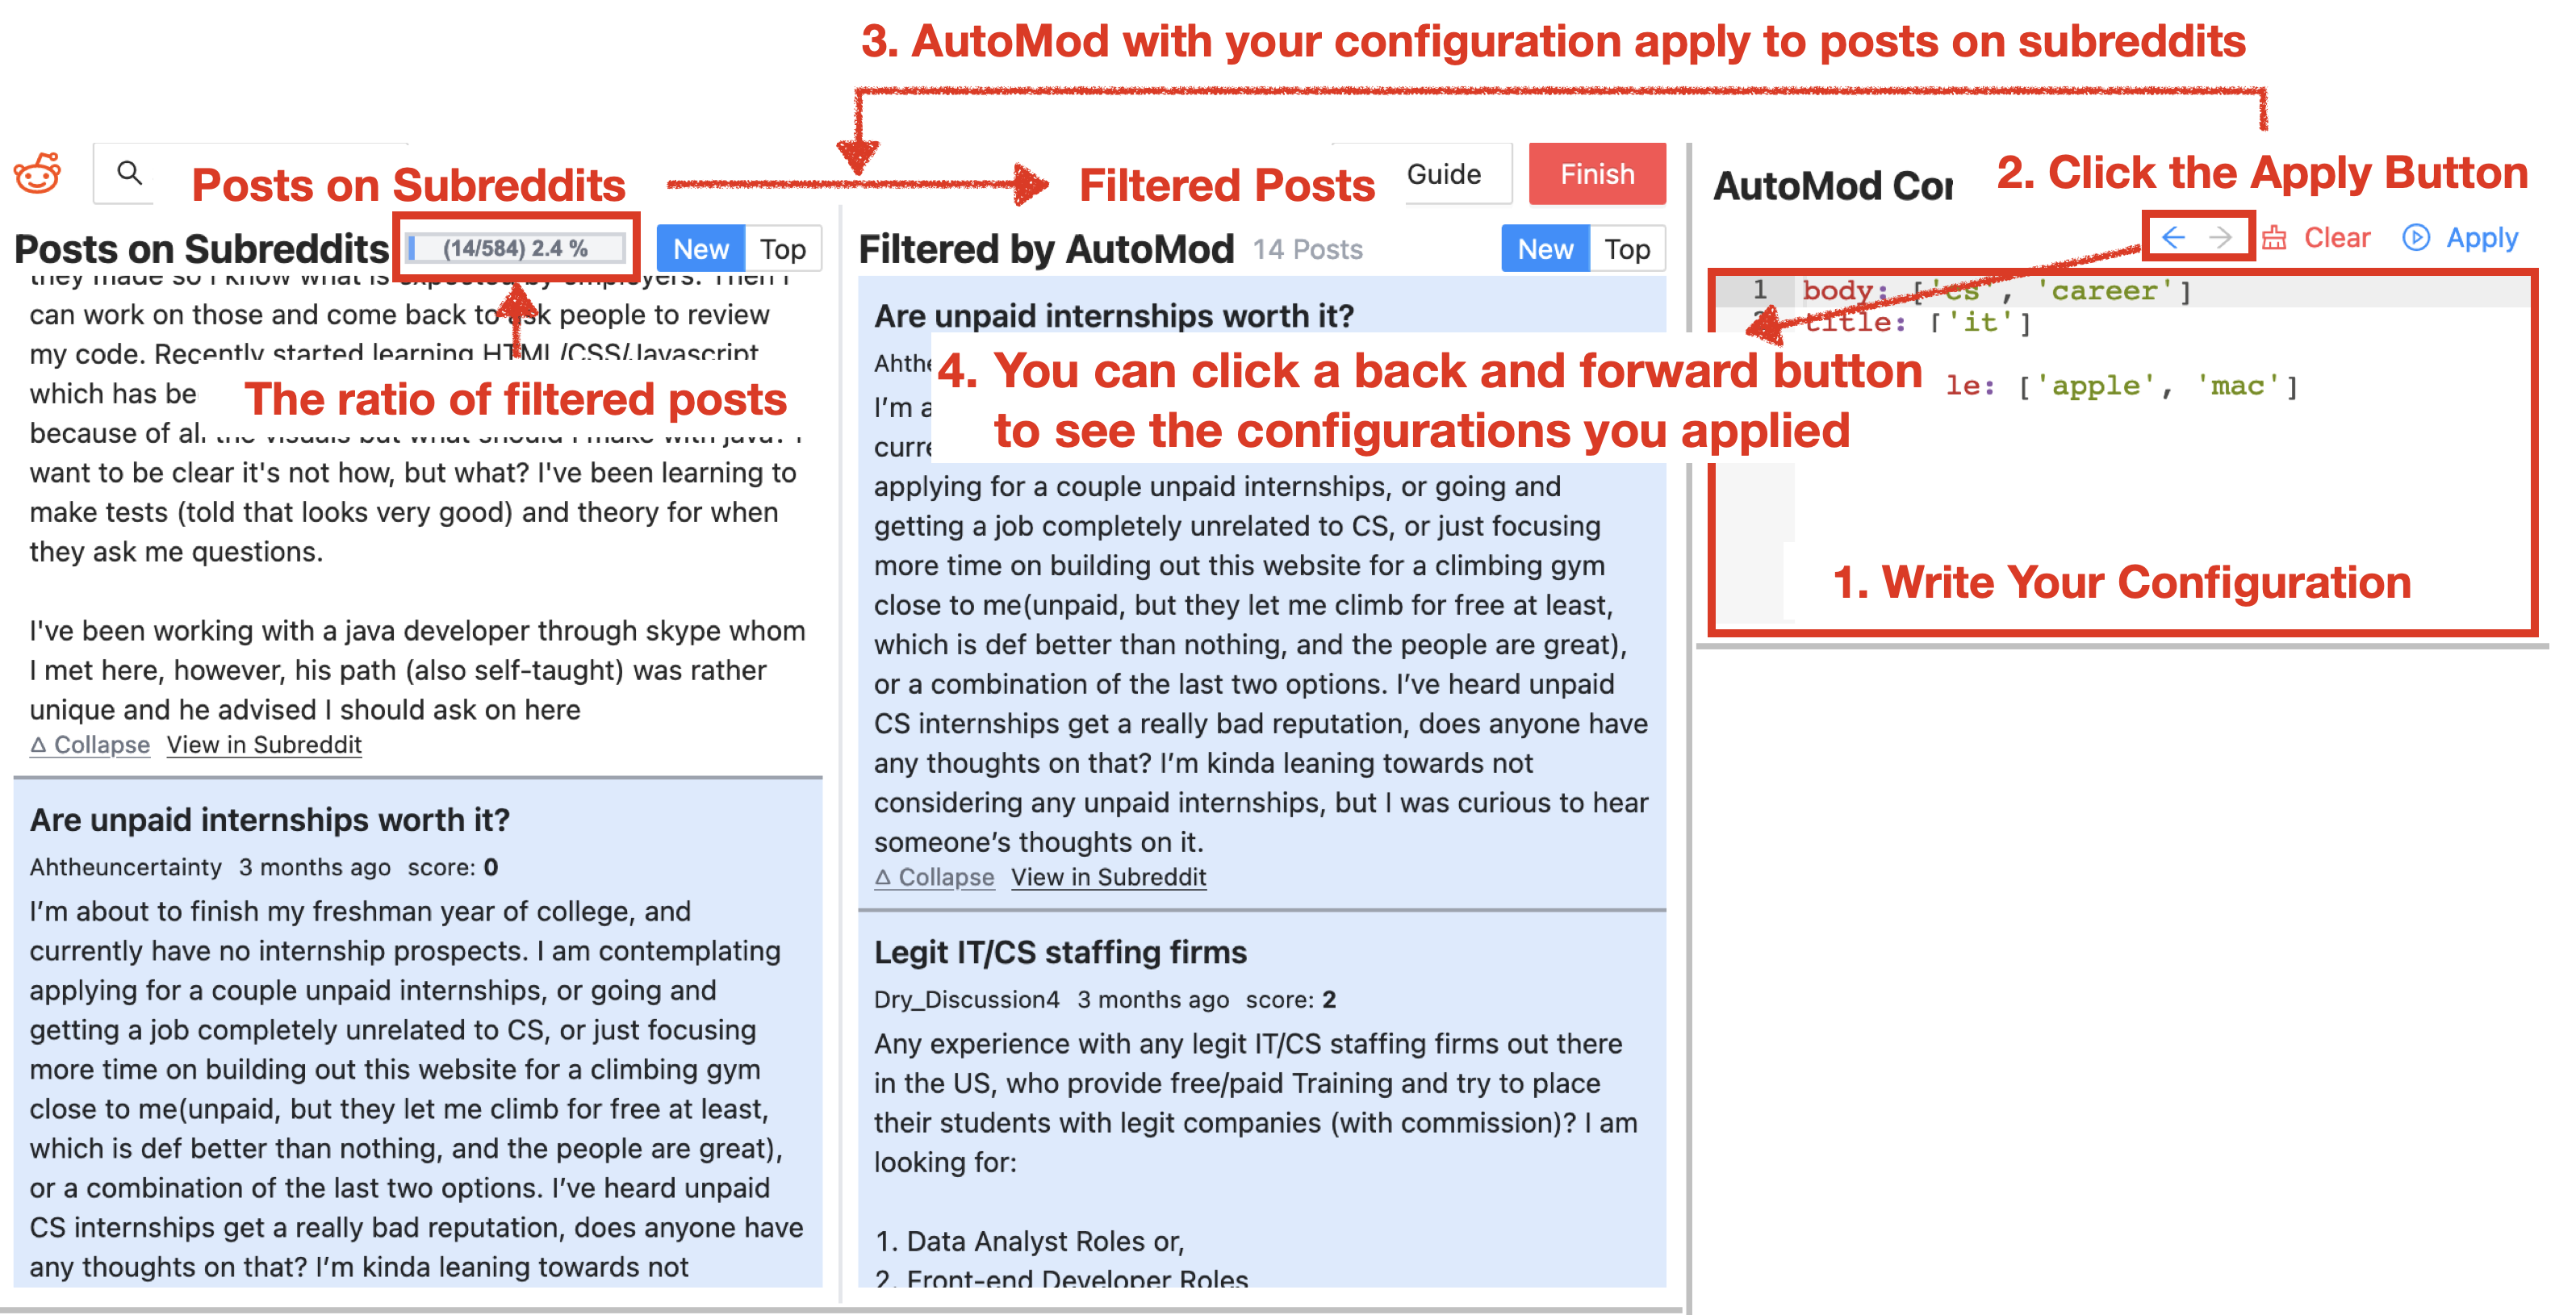 3. AutoMod with your configuration apply to posts on subreddits
Posts on Subreddits
Filtered Posts
Guide
Finish
AutoMod Cor
2. Click the Apply Button
Posts on Subreddits
(14/584) 2.4 %
New
Top
Filtered by AutoMod
14 Posts
New
Top
Clear
Apply
they made so I know what is expected by employers. Then I
can work on those and come back to ask people to review
my code. Recently started learning HTML/CSS/Javascript
which has be
The ratio of filtered posts
because of al. the visuals but what should I make with java? I
want to be clear it's not how, but what? I've been learning to
make tests (told that looks very good) and theory for when
they ask me questions.
I've been working with a java developer through skype whom
I met here, however, his path (also self-taught) was rather
unique and he advised I should ask on here
Collapse View in Subreddit
Are unpaid internships worth it?
Ahtheuncertainty 3 months ago score: 0
I'm about to finish my freshman year of college, and
currently have no internship prospects. I am contemplating
applying for a couple unpaid internships, or going and
getting a job completely unrelated to CS, or just focusing
more time on building out this website for a climbing gym
close to me(unpaid, but they let me climb for free at least,
which is def better than nothing, and the people are great),
or a combination of the last two options. I've heard unpaid
CS internships get a really bad reputation, does anyone have
any thoughts on that? I'm kinda leaning towards not
Are unpaid internships worth it?
Ahthe
I'm a
curre
4. You can click a back and forward button
to see the configurations you applied
applying for a couple unpaid internships, or going and
getting a job completely unrelated to CS, or just focusing
more time on building out this website for a climbing gym
close to me(unpaid, but they let me climb for free at least,
which is def better than nothing, and the people are great),
or a combination of the last two options. I've heard unpaid
CS internships get a really bad reputation, does anyone have
any thoughts on that? I'm kinda leaning towards not
considering any unpaid internships, but I was curious to hear
someone's thoughts on it.
Collapse View in Subreddit
Legit IT/CS staffing firms
Dry_Discussion4 3 months ago score: 2
Any experience with any legit IT/CS staffing firms out there
in the US, who provide free/paid Training and try to place
their students with legit companies (with commission)? I am
looking for:
1. Data Analyst Roles or,
2. Front-end Developer Roles
1 body: ['cs', 'career']
title: ['it']
le: ['apple', 'mac']
1. Write Your Configuration